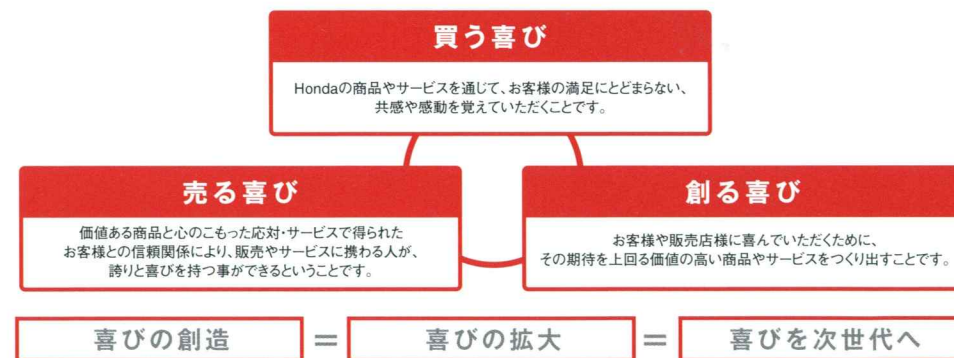 買う喜び
Hondaの商品やサービスを通じて、お客様の満足にとどまらない、
共感や感動を覚えていただくことです。
売る喜び
価値ある商品と心のこもった応対・サービスで得られた
お客様との信頼関係により、販売やサービスに携わる人が、
誇りと喜びを持つ事ができるということです。
創る喜び
お客様や販売店様に喜んでいただくために、
その期待を上回る価値の高い商品やサービスをつくり出すことです。
喜びの創造 = 喜びの拡大 = 喜びを次世代へ